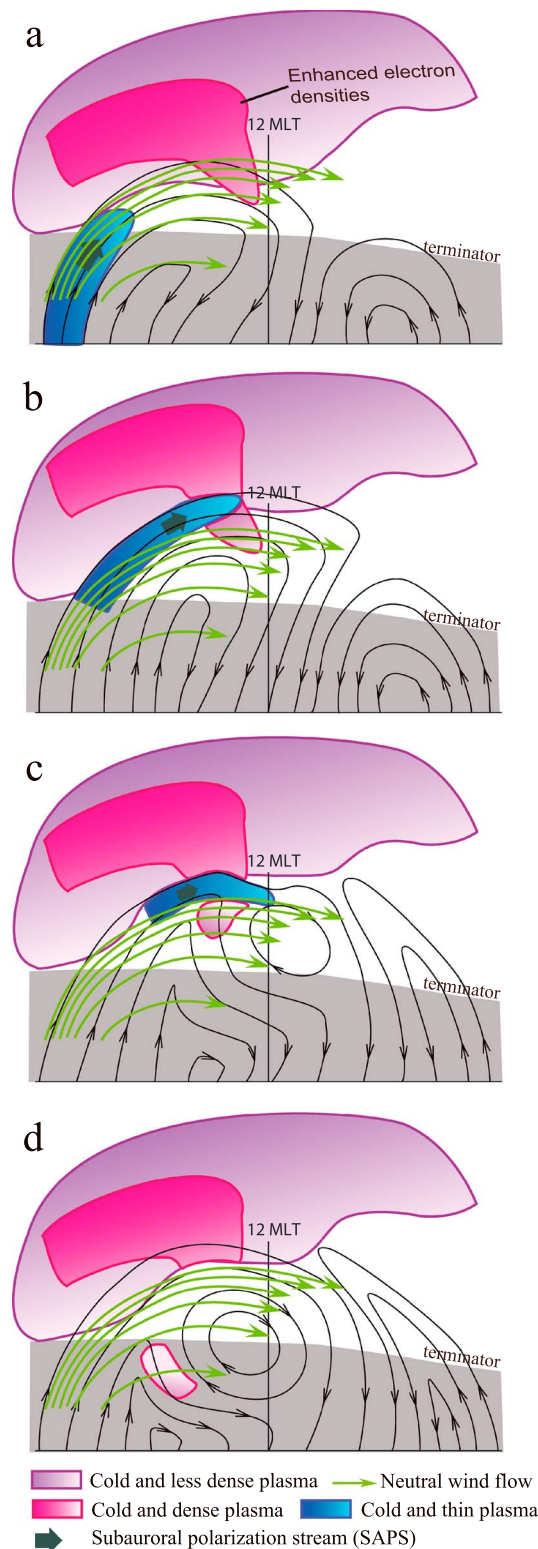 a
Enhanced electron
densities
12 MLT
terminator
b
12 MLT
terminator
c
12 MLT
terminator
d
12 MLT
terminator
Cold and less dense plasma
Neutral wind flow
Cold and dense plasma
Cold and thin plasma
Subauroral polarization stream (SAPS)